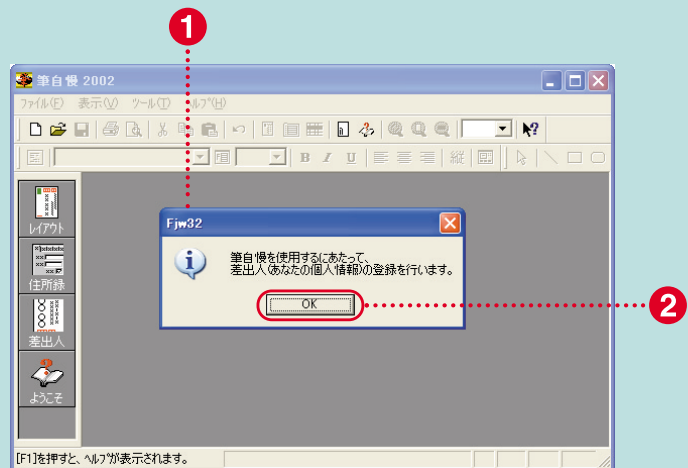 1
筆自慢 2002
ファイル(F) 表示(V) ツール(T) ヘルプ(H)
B I U 縦
レイアウト
住所録
差出人
ようこそ
Fjw32
筆自慢を使用するにあたって、
差出人(あなたの個人情報)の登録を行います。
OK
2
[F1]を押すと、ヘルプが表示されます。